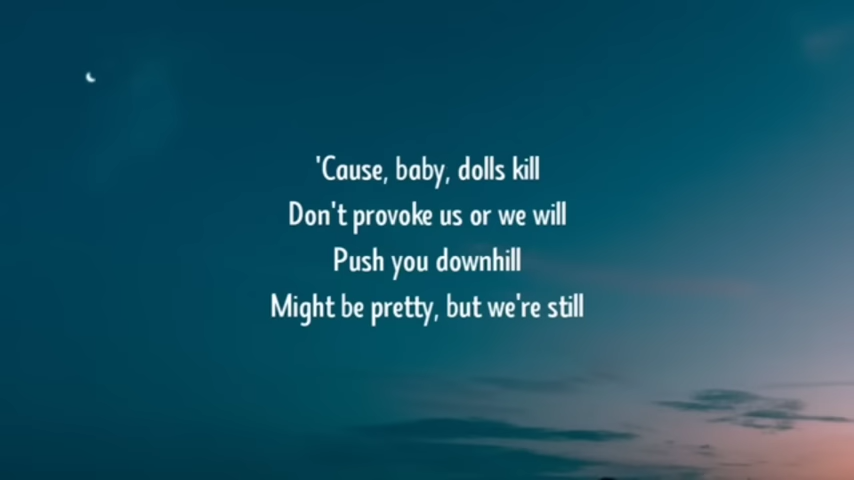 'Cause, baby, dolls kill
Don't provoke us or we will
Push you downhill
Might be pretty, but we're still